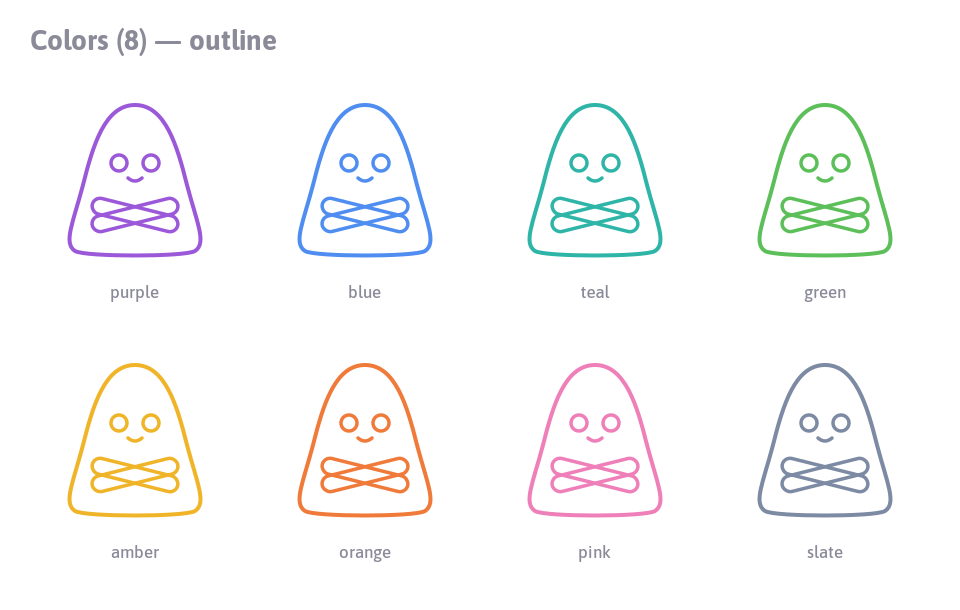 Colors (8) — outline
purple
blue
teal
green
amber
orange
pink
slate